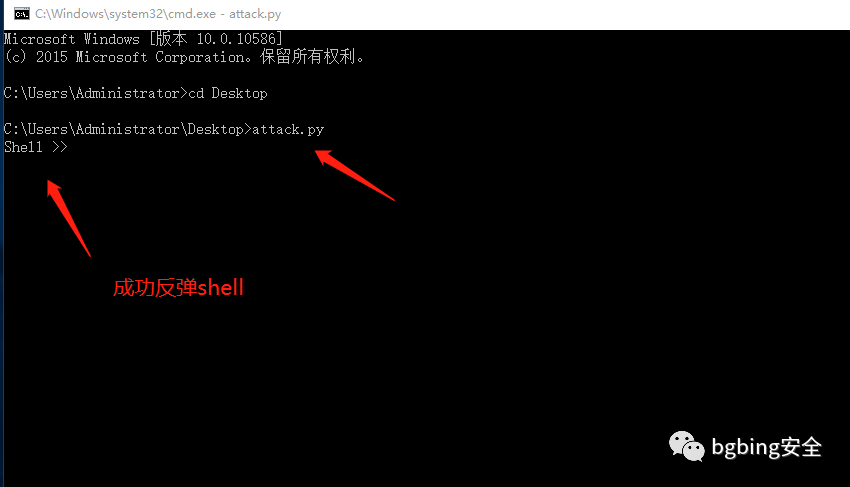 C:\Windows\system32\cmd.exe - attack.py
Microsoft Windows [版本 10.0.10586]
(c) 2015 Microsoft Corporation。保留所有权利。
C:\Users\Administrator>cd Desktop
C:\Users\Administrator\Desktop>attack.py
Shell >>
成功反弹shell
bgbing安全